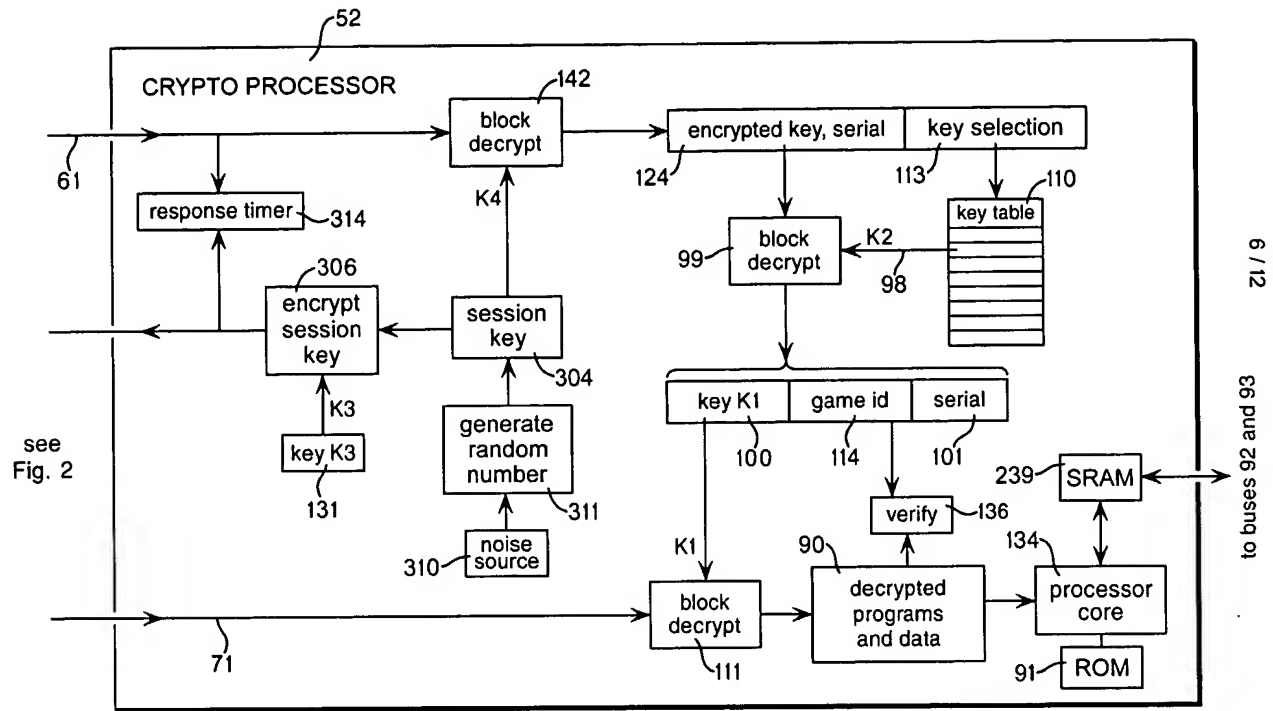 52
CRYPTO PROCESSOR
142
block
decrypt
encrypted key, serial
key selection
61
124
113
110
response timer
314
K4
key table
99
block
decrypt
K2
98
306
encrypt
session
key
session
key
304
K3
key K3
131
generate
random
number
311
310
noise
source
key K1
game id
serial
100
114
101
see
Fig. 2
verify
136
239
SRAM
K1
90
134
block
decrypt
111
decrypted
programs
and data
processor
core
71
91
ROM
6 / 12
to buses 92 and 93